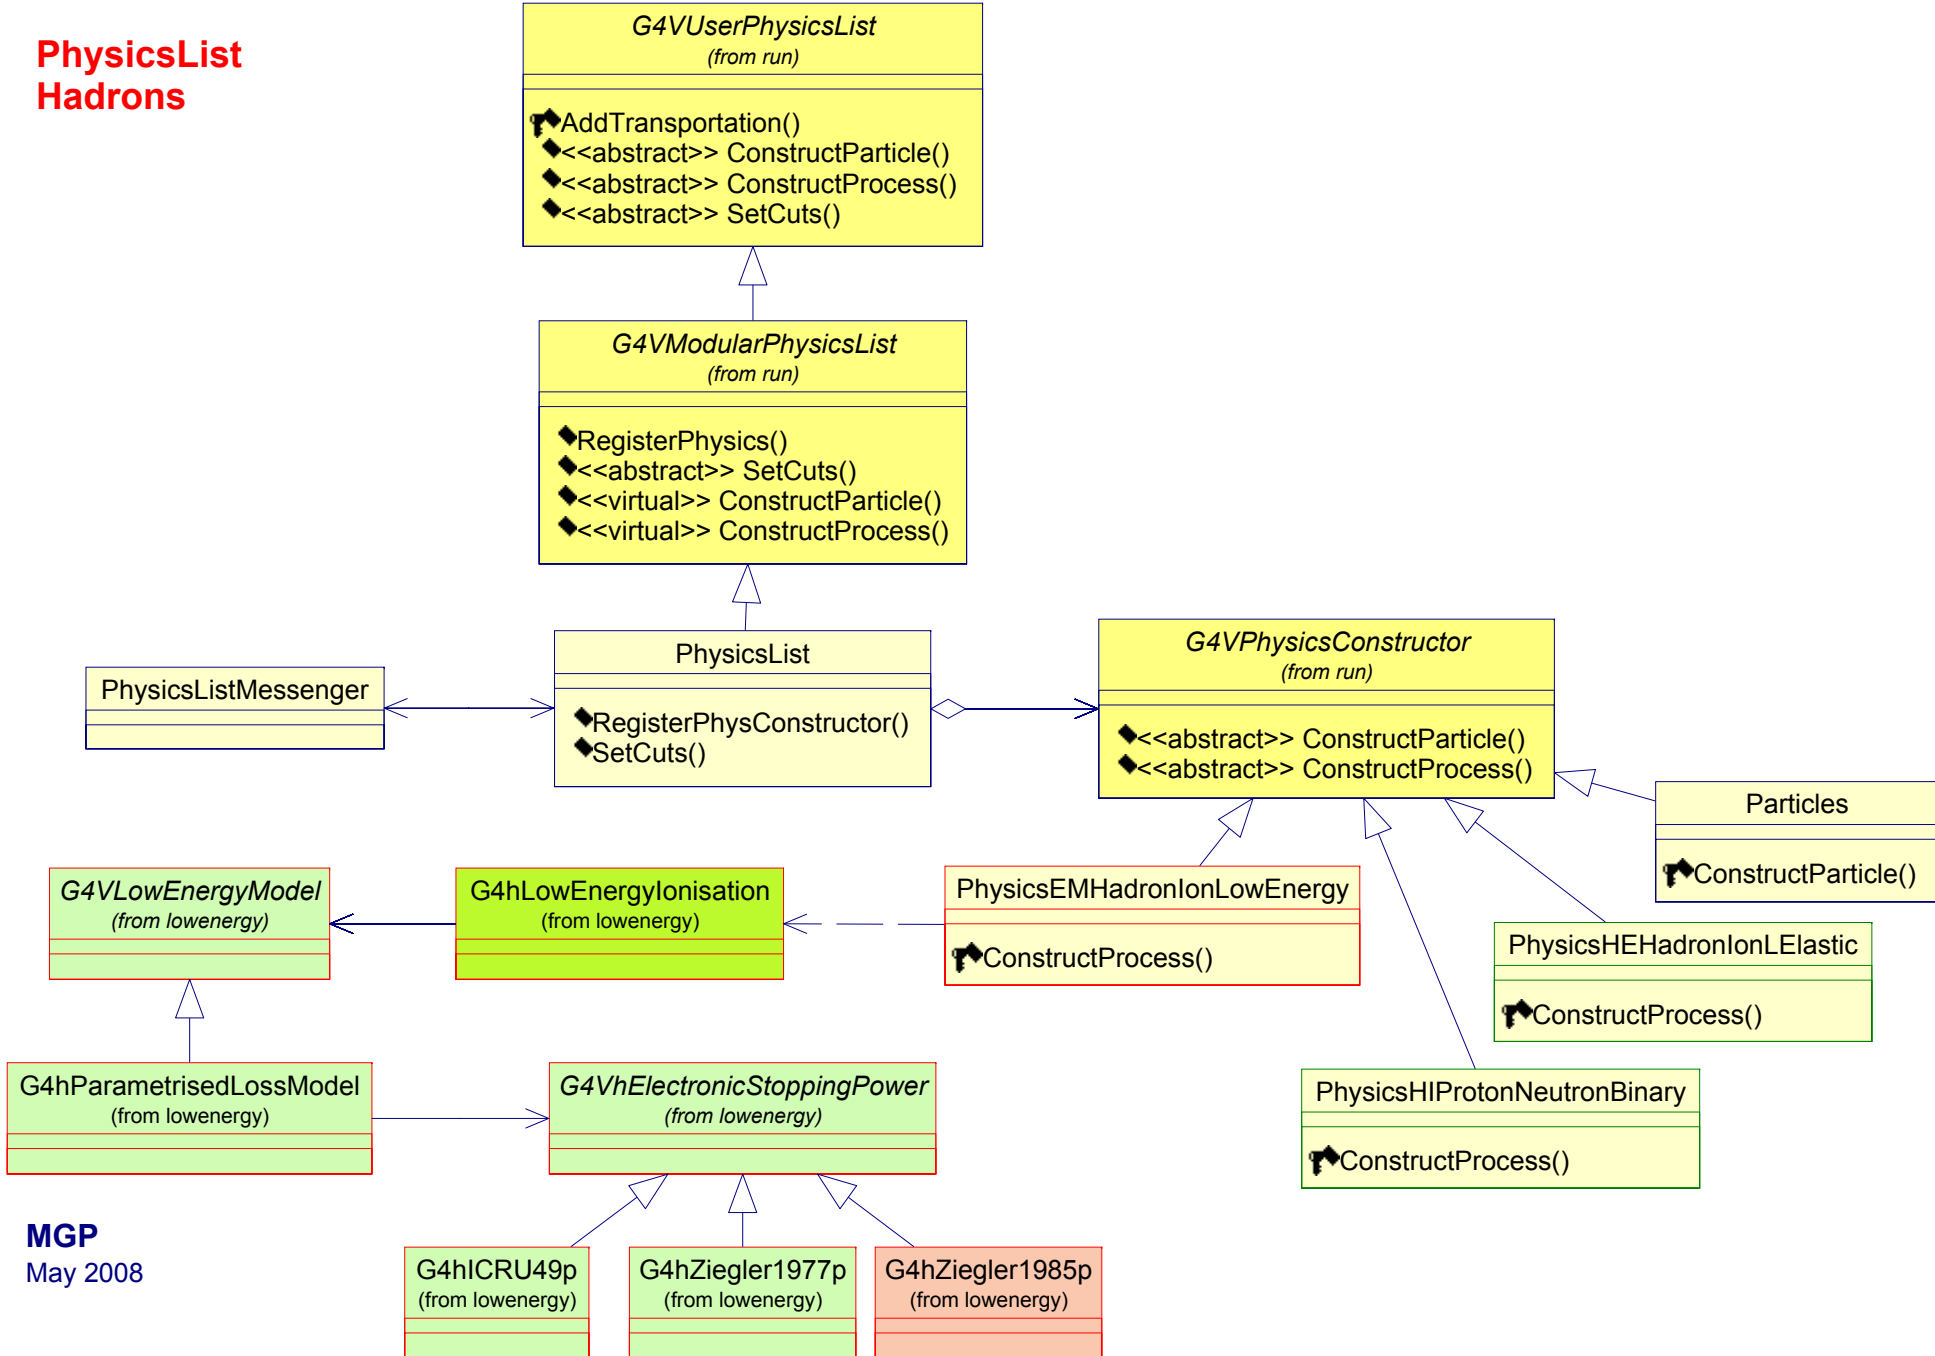 PhysicsList
Hadrons
G4VUserPhysicsList
(from run)
AddTransportation()
<<abstract>> ConstructParticle()
<<abstract>> ConstructProcess()
<<abstract>> SetCuts()
G4VModularPhysicsList
(from run)
RegisterPhysics()
<<abstract>> SetCuts()
<<virtual>> ConstructParticle()
<<virtual>> ConstructProcess()
PhysicsListMessenger
PhysicsList
RegisterPhysConstructor()
SetCuts()
G4VPhysicsConstructor
(from run)
<<abstract>> ConstructParticle()
<<abstract>> ConstructProcess()
Particles
ConstructParticle()
G4VLowEnergyModel
(from lowenergy)
G4hLowEnergyIonisation
(from lowenergy)
PhysicsEMHadronIonLowEnergy
ConstructProcess()
PhysicsHEHadronIonLElastic
ConstructProcess()
G4hParametrisedLossModel
(from lowenergy)
G4VhElectronicStoppingPower
(from lowenergy)
PhysicsHIProtonNeutronBinary
ConstructProcess()
MGP
May 2008
G4hICRU49p
(from lowenergy)
G4hZiegler1977p
(from lowenergy)
G4hZiegler1985p
(from lowenergy)